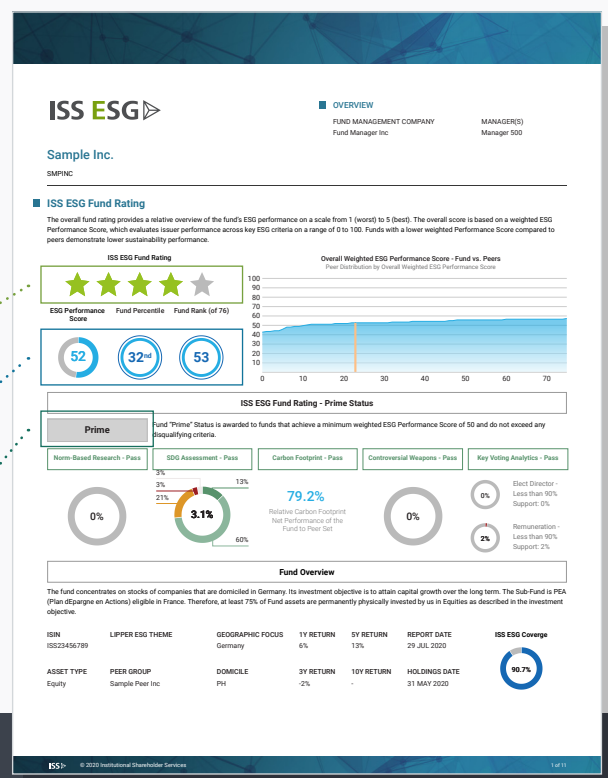 ISS ESG
OVERVIEW
FUND MANAGEMENT COMPANY MANAGER(S)
Fund Manager Inc Manager 500
Sample Inc.
SMPINC
ISS ESG Fund Rating
The overall fund rating provides a relative overview of the fund's ESG performance on a scale from 1 (worst) to 5 (best). The overall score is based on a weighted ESG
Performance Score, which evaluates issuer performance across key ESG criteria on a range of 0 to 100. Funds with a lower weighted Performance Score compared to
peers demonstrate lower sustainability performance.
ISS ESG Fund Rating
ESG Performance Score Fund Percentile Fund Rank (of 76)
52 32nd 53
Overall Weighted ESG Performance Score - Fund vs. Peers
Peer Distribution by Overall Weighted ESG Performance Score
100
90
80
70
60
50
40
30
20
10
0 10 20 30 40 50 60 70
ISS ESG Fund Rating - Prime Status
Prime
Fund "Prime" Status is awarded to funds that achieve a minimum weighted ESG Performance Score of 50 and do not exceed any
disqualifying criteria.
Norm-Based Research - Pass SDG Assessment - Pass Carbon Footprint - Pass Controversial Weapons - Pass Key Voting Analytics - Pass
0%
3%
3%
21%
13%
60%
3.1%
79.2%
Relative Carbon Footprint
Net Performance of the
Fund to Peer Set
0%
0%
Elect Director -
Less than 90%
Support: 0%
2%
Remuneration -
Less than 90%
Support: 2%
Fund Overview
The fund concentrates on stocks of companies that are domiciled in Germany. Its investment objective is to attain capital growth over the long term. The Sub-Fund is PEA
(Plan dEpargne en Actions) eligible in France. Therefore, at least 75% of Fund assets are permanently physically invested by us in Equities as described in the investment
objective.
ISIN LIPPER ESG THEME GEOGRAPHIC FOCUS 1Y RETURN 5Y RETURN REPORT DATE ISS ESG Coverge
ISS23456789 Germany 6% 13% 29 JUL 2020
90.7%
ASSET TYPE PEER GROUP DOMICILE 3Y RETURN 10Y RETURN HOLDINGS DATE
Equity Sample Peer Inc PH -2% - 31 MAY 2020
ISS © 2020 Institutional Shareholder Services 1 of 11